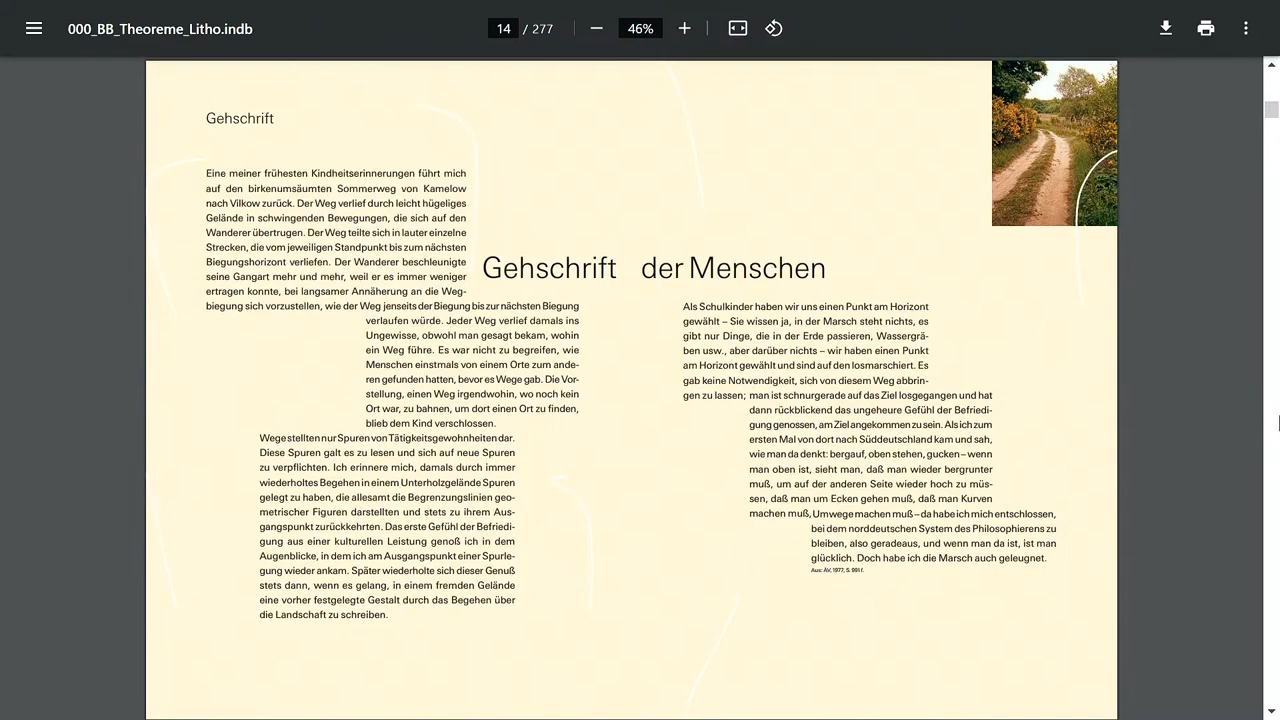 000_BB_Theoreme_Litho.indb
14 / 277
46%
Gehschrift
Eine meiner frühesten Kindheitserinnerungen führt mich
auf den birkenumsäumten Sommerweg von Kamelow
nach Vilkow zurück. Der Weg verlief durch leicht hügeliges
Gelände in schwingenden Bewegungen, die sich auf den
Wanderer übertrugen. Der Weg teilte sich in lauter einzelne
Strecken, die vom jeweiligen Standpunkt bis zum nächsten
Biegungshorizont verliefen. Der Wanderer beschleunigte
seine Gangart mehr und mehr, weil er es immer weniger
ertragen konnte, bei langsamer Annäherung an die Weg-
biegung sich vorzustellen, wie der Weg jenseits der Biegung bis zur nächsten Biegung
verlaufen würde. Jeder Weg verlief damals ins
Ungewisse, obwohl man gesagt bekam, wohin
ein Weg führe. Es war nicht zu begreifen, wie
Menschen einstmals von einem Orte zum ande-
ren gefunden hatten, bevor es Wege gab. Die Vor-
stellung, einen Weg irgendwohin, wo noch kein
Ort war, zu bahnen, um dort einen Ort zu finden,
blieb dem Kind verschlossen.
Wege stellten nur Spuren von Tätigkeitsgewohnheiten dar.
Diese Spuren galt es zu lesen und sich auf neue Spuren
zu verpflichten. Ich erinnere mich, damals durch immer
wiederholtes Begehen in einem Unterholzgelände Spuren
gelegt zu haben, die allesamt die Begrenzungslinien geo-
metrischer Figuren darstellten und stets zu ihrem Aus-
gangspunkt zurückkehrten. Das erste Gefühl der Befriedi-
gung aus einer kulturellen Leistung genoß ich in dem
Augenblicke, in dem ich am Ausgangspunkt einer Spurle-
gung wieder ankam. Später wiederholte sich dieser Genuß
stets dann, wenn es gelang, in einem fremden Gelände
eine vorher festgelegte Gestalt durch das Begehen über
die Landschaft zu schreiben.
Gehschrift der Menschen
Als Schulkinder haben wir uns einen Punkt am Horizont
gewählt – Sie wissen ja, in der Marsch steht nichts, es
gibt nur Dinge, die in der Erde passieren, Wassergrä-
ben usw., aber darüber nichts – wir haben einen Punkt
am Horizont gewählt und sind auf den losmarschiert. Es
gab keine Notwendigkeit, sich von diesem Weg abbrin-
gen zu lassen; man ist schnurgerade auf das Ziel losgegangen und hat
dann rückblickend das ungeheure Gefühl der Befriedi-
gung genossen, am Ziel angekommen zu sein. Als ich zum
ersten Mal von dort nach Süddeutschland kam und sah,
wie man da denkt: bergauf, oben stehen, gucken – wenn
man oben ist, sieht man, daß man wieder bergrunter
muß, um auf der anderen Seite wieder hoch zu müs-
sen, daß man um Ecken gehen muß, daß man Kurven
machen muß, Umwege machen muß – da habe ich mich entschlossen,
bei dem norddeutschen System des Philosophierens zu
bleiben, also geradeaus, und wenn man da ist, ist man
glücklich. Doch habe ich die Marsch auch geleugnet.
Aus: ÄV, 1977, S. 991 f.